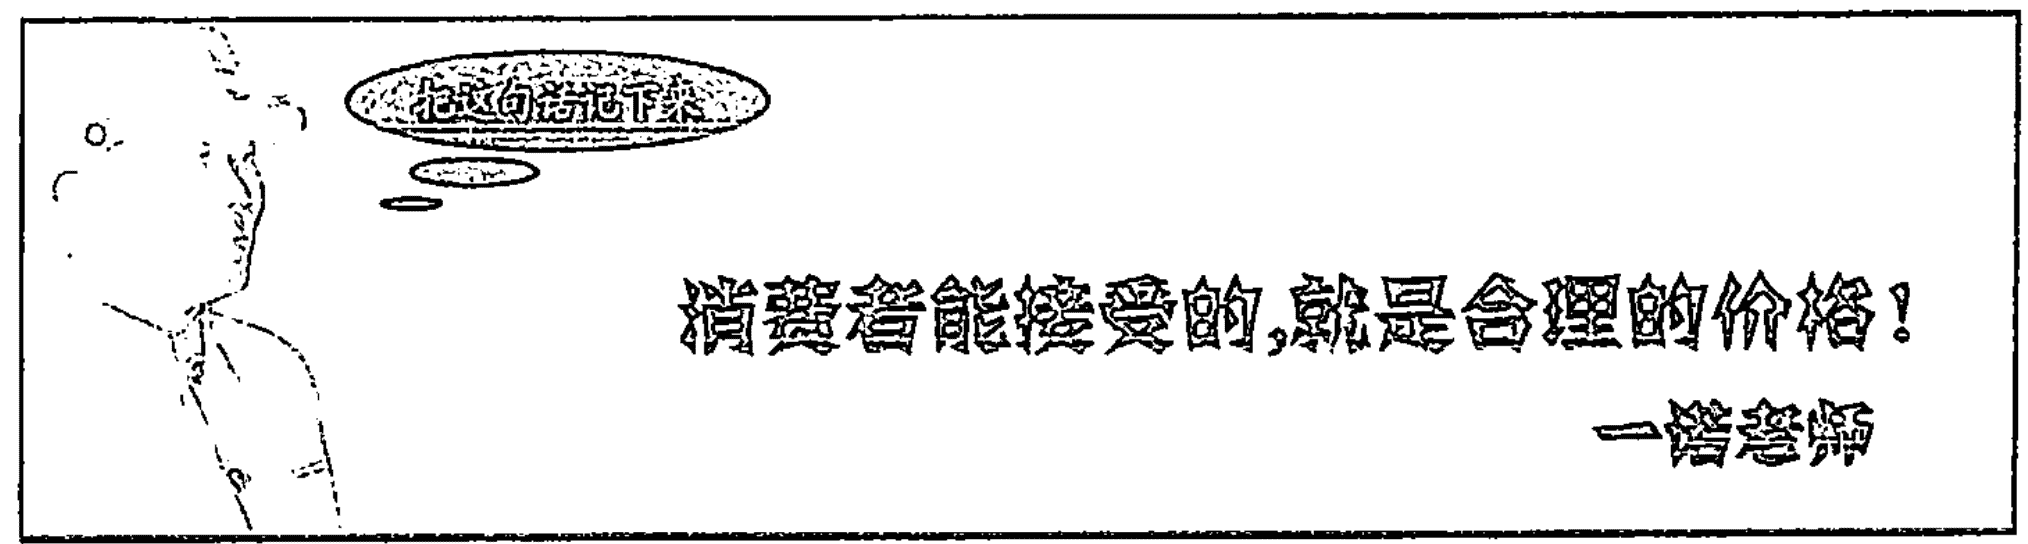 把这句话记下来
消费者能接受的,就是合理的价格!
一诺老师